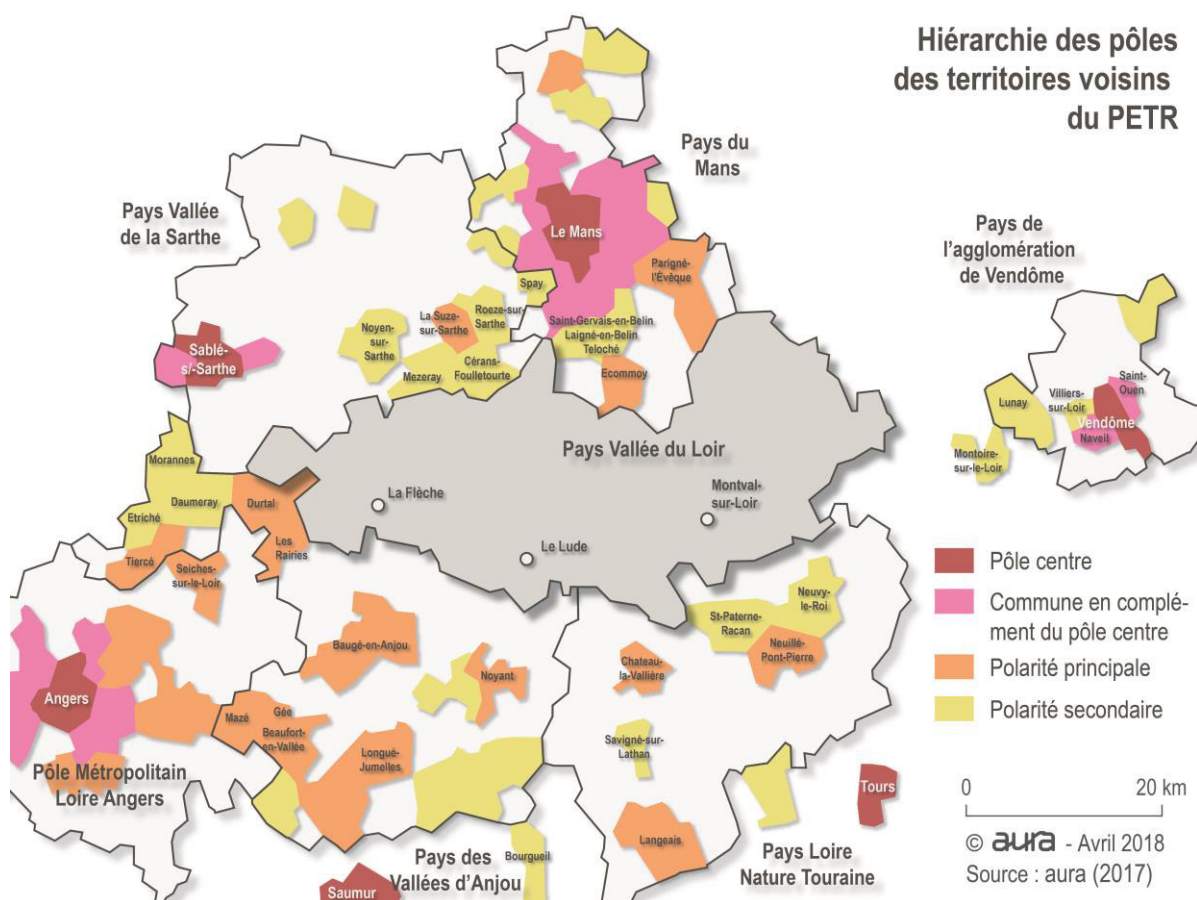 Hiérarchie des pôles
des territoires voisins
du PETR
Pays du
Mans
Pays Vallée
de la Sarthe
Le Mans
Parigné-
l'Évêque
Spay
Saint-Gervais-en-Belin
Laigné-en-Belin
Teloché
Ecommoy
La Suze-
sur-Sarthe
Roeze-sur-
Sarthe
Noyen-
sur-
Sarthe
Cérans-
Foulletourte
Mezeray
Sablé-
s/-Sarthe
Pays de
l'agglomération
de Vendôme
Saint-
Ouen
Villiers-
sur-Loir
Lunay
Vendôme
Naveil
Montoire-
sur-le-Loir
Pays Vallée du Loir
La Flèche
Montval-
sur-Loir
Le Lude
Morannes
Daumeray
Etriché
Durtal
Les
Rairies
Tiercé
Seiches-
sur-le-Loir
Baugé-en-Anjou
Noyant
Angers
Mazé
Gée
Beaufort-
en-Vallée
Longué-
Jumelles
Pôle Métropolitain
Loire Angers
Pays des
Vallées d'Anjou
Saumur
Bourgueil
Neuvy-
le-Roi
St-Paterne-
Racan
Neuillé-
Pont-Pierre
Chateau-
la-Vallière
Savigné-sur-
Lathan
Langeais
Tours
Pays Loire
Nature Touraine
Pôle centre
Commune en complé-
ment du pôle centre
Polarité principale
Polarité secondaire
0 20 km
© aura - Avril 2018
Source : aura (2017)